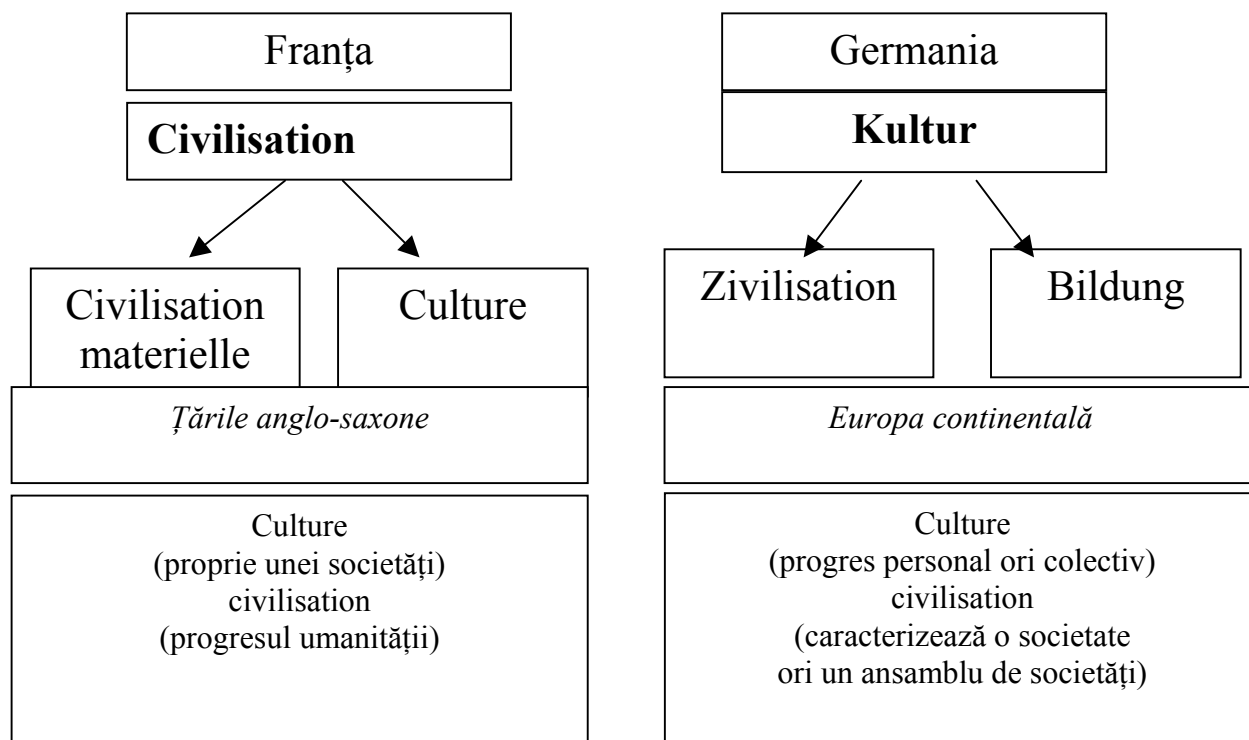 Franța
Civilisation
Civilisation
materielle
Culture
Țările anglo-saxone
Culture
(proprie unei societăți)
civilisation
(progresul umanității)
Germania
Kultur
Zivilisation
Bildung
Europa continentală
Culture
(progres personal ori colectiv)
civilisation
(caracterizează o societate
ori un ansamblu de societăți)